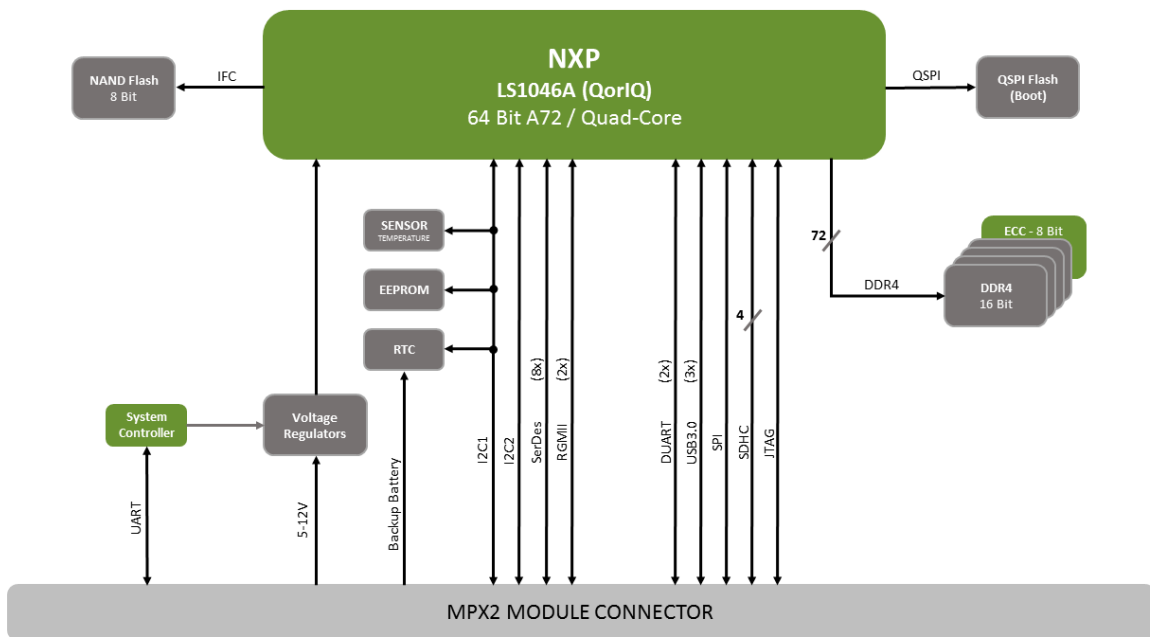 NXP
LS1046A (QorIQ)
64 Bit A72 / Quad-Core
NAND Flash
8 Bit
IFC
QSPI
QSPI Flash
(Boot)
SENSOR
TEMPERATURE
EEPROM
RTC
72
ECC - 8 Bit
DDR4
DDR4
16 Bit
4
System
Controller
Voltage
Regulators
UART
5-12V
Backup Battery
I2C1
I2C2
SerDes (8x)
RGMII (2x)
DUART (2x)
USB3.0 (3x)
SPI
SDHC
JTAG
MPX2 MODULE CONNECTOR